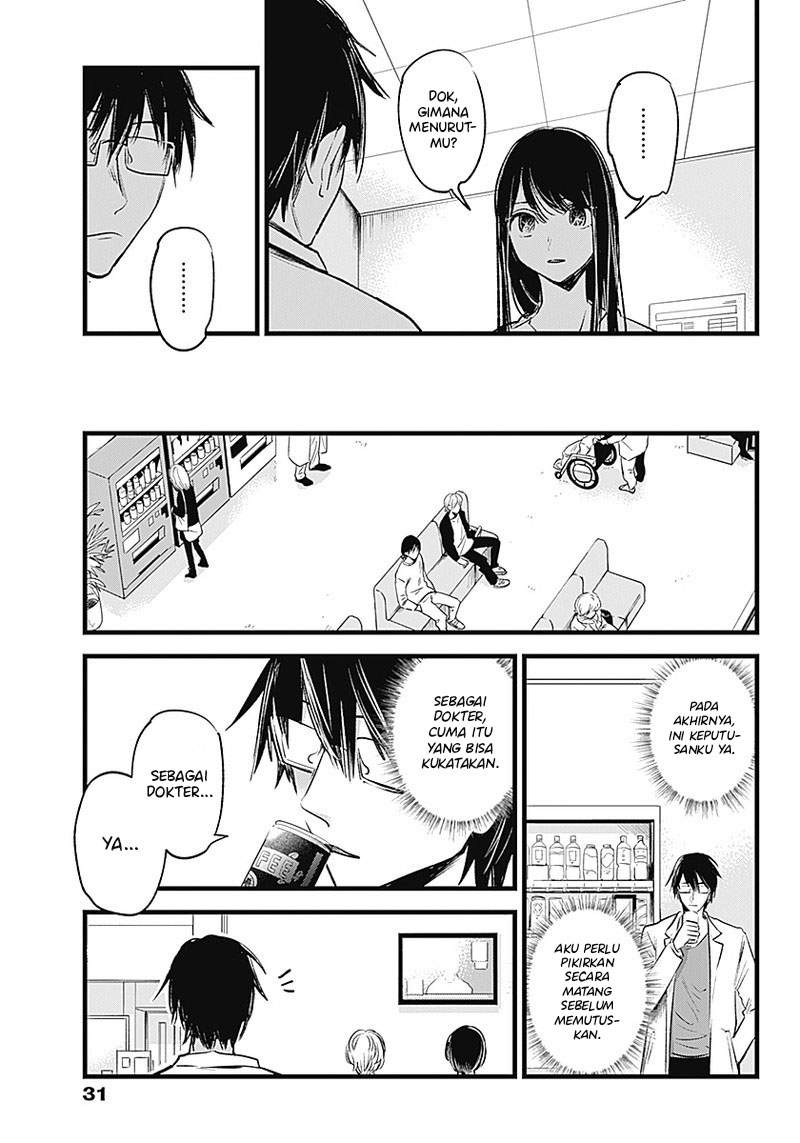 ………
DOK,
GIMANA
MENURUT-
MU?
………
PADA
AKHIRNYA,
INI KEPUTU-
SANKU YA.
AKU PERLU
PIKIRKAN
SECARA
MATANG
SEBELUM
MEMUTUS-
KAN.
SEBAGAI
DOKTER,
CUMA ITU
YANG BISA
KUKATAKAN.
SEBAGAI
DOKTER...
YA...
FEE
31